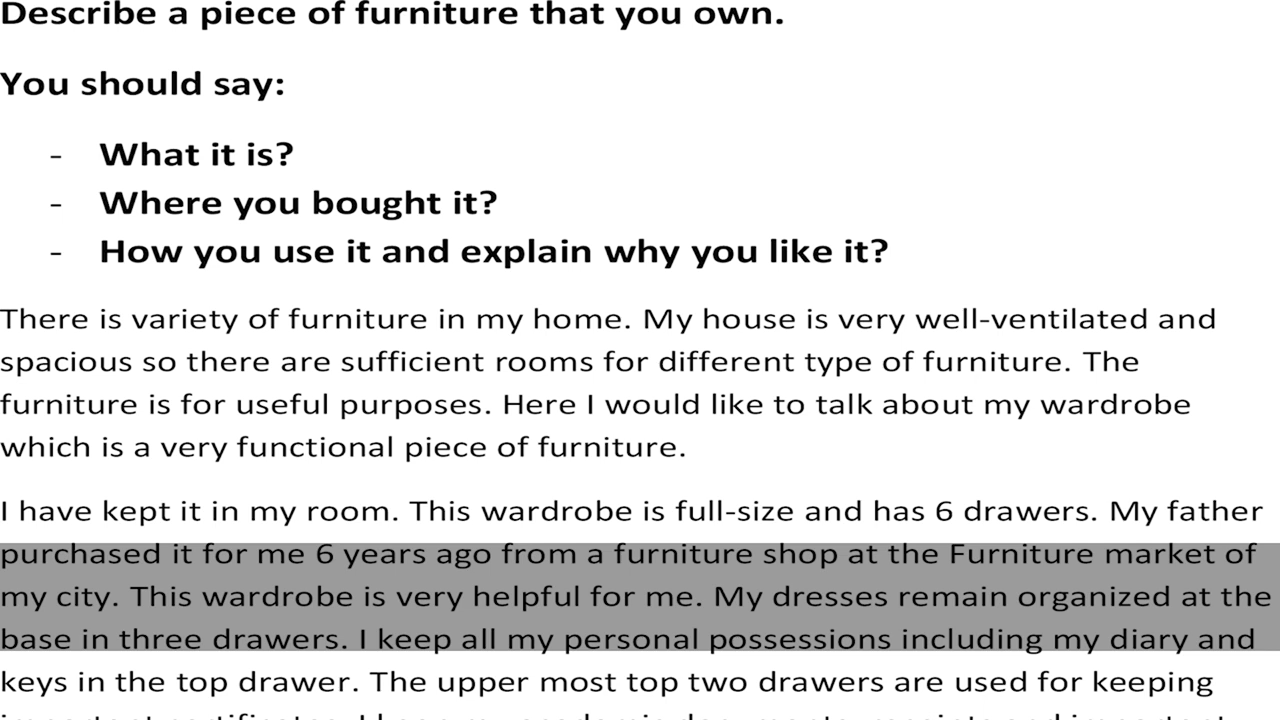 Describe a piece of furniture that you own.
You should say:
- What it is?
- Where you bought it?
- How you use it and explain why you like it?
There is variety of furniture in my home. My house is very well-ventilated and
spacious so there are sufficient rooms for different type of furniture. The
furniture is for useful purposes. Here I would like to talk about my wardrobe
which is a very functional piece of furniture.
I have kept it in my room. This wardrobe is full-size and has 6 drawers. My father
purchased it for me 6 years ago from a furniture shop at the Furniture market of
my city. This wardrobe is very helpful for me. My dresses remain organized at the
base in three drawers. I keep all my personal possessions including my diary and
keys in the top drawer. The upper most top two drawers are used for keeping